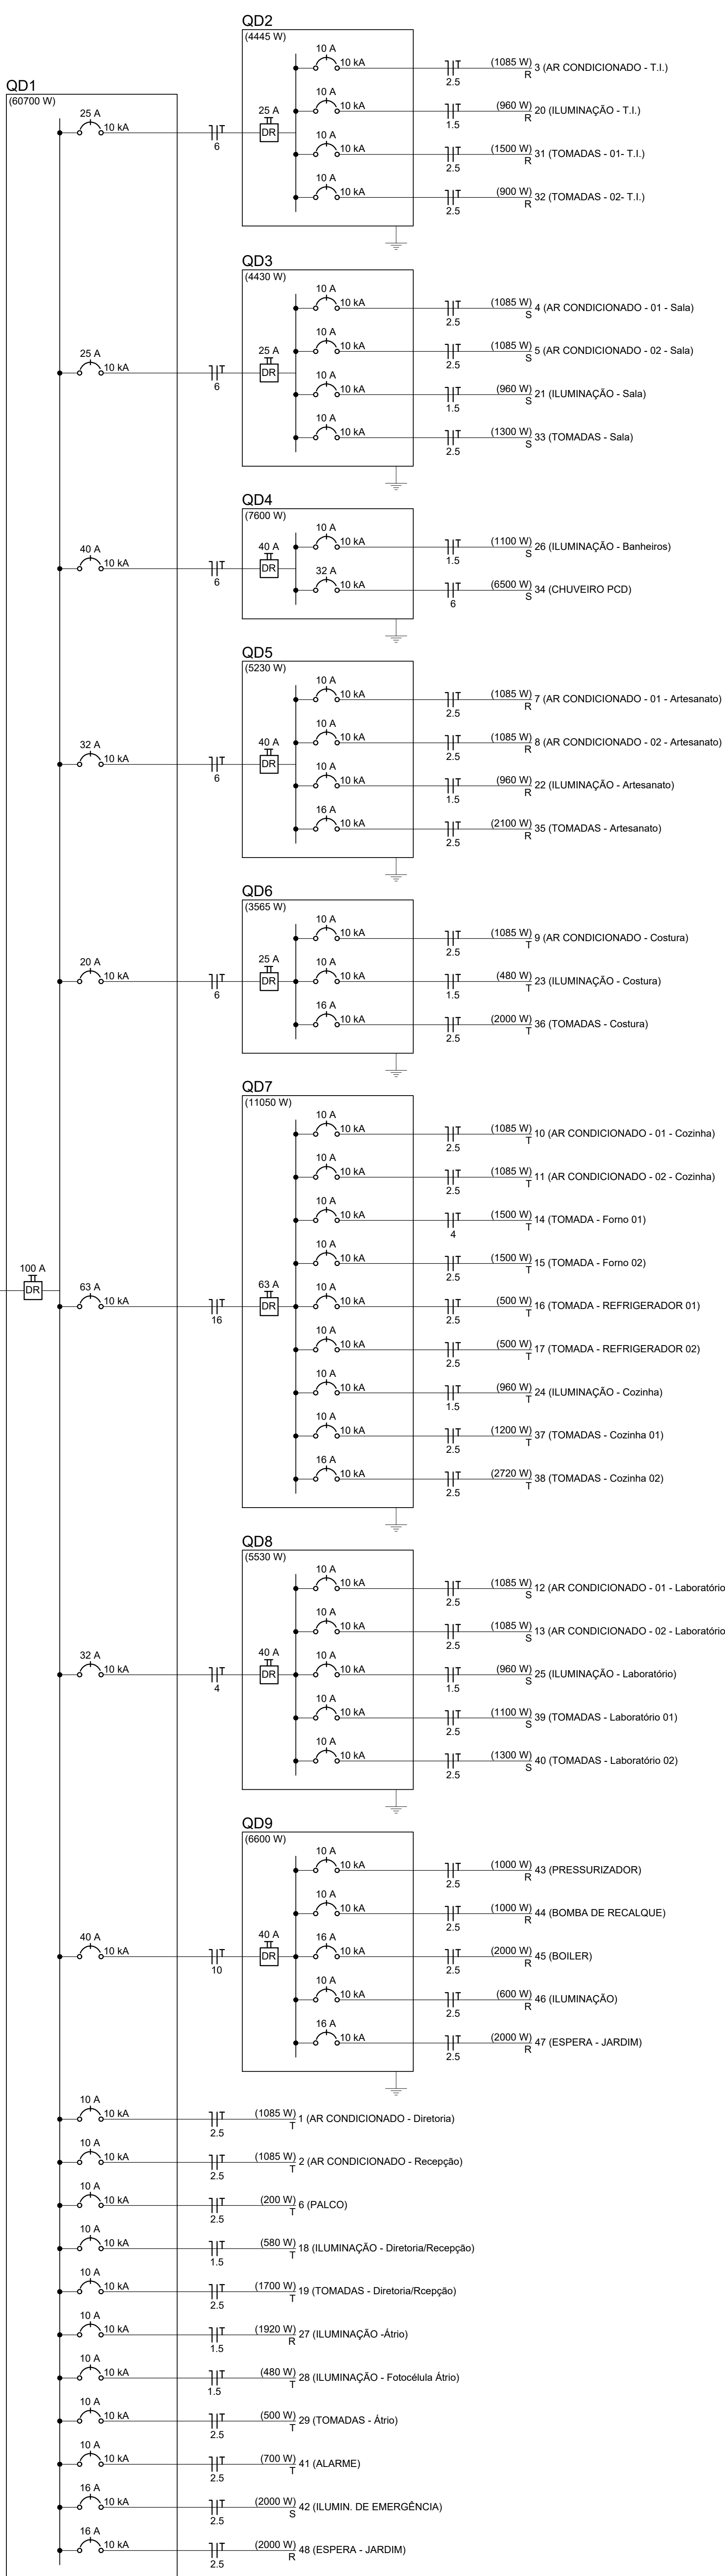 QD1
(60700 W)
100 A
DR
25 A
10 kA
T
6
QD2
(4445 W)
25 A
DR
10 A
10 kA
T
2.5
(1085 W)
R
3 (AR CONDICIONADO - T.I.)
10 A
10 kA
T
1.5
(960 W)
R
20 (ILUMINAÇÃO - T.I.)
10 A
10 kA
T
2.5
(1500 W)
R
31 (TOMADAS - 01- T.I.)
10 A
10 kA
T
2.5
(900 W)
R
32 (TOMADAS - 02- T.I.)
25 A
10 kA
T
6
QD3
(4430 W)
25 A
DR
10 A
10 kA
T
2.5
(1085 W)
S
4 (AR CONDICIONADO - 01 - Sala)
10 A
10 kA
T
2.5
(1085 W)
S
5 (AR CONDICIONADO - 02 - Sala)
10 A
10 kA
T
1.5
(960 W)
S
21 (ILUMINAÇÃO - Sala)
10 A
10 kA
T
2.5
(1300 W)
S
33 (TOMADAS - Sala)
40 A
10 kA
T
6
QD4
(7600 W)
40 A
DR
10 A
10 kA
T
1.5
(1100 W)
S
26 (ILUMINAÇÃO - Banheiros)
32 A
10 kA
T
6
(6500 W)
S
34 (CHUVEIRO PCD)
32 A
10 kA
T
6
QD5
(5230 W)
40 A
DR
10 A
10 kA
T
2.5
(1085 W)
R
7 (AR CONDICIONADO - 01 - Artesanato)
10 A
10 kA
T
2.5
(1085 W)
R
8 (AR CONDICIONADO - 02 - Artesanato)
10 A
10 kA
T
1.5
(960 W)
R
22 (ILUMINAÇÃO - Artesanato)
16 A
10 kA
T
2.5
(2100 W)
R
35 (TOMADAS - Artesanato)
20 A
10 kA
T
6
QD6
(3565 W)
25 A
DR
10 A
10 kA
T
2.5
(1085 W)
T
9 (AR CONDICIONADO - Costura)
10 A
10 kA
T
1.5
(480 W)
T
23 (ILUMINAÇÃO - Costura)
16 A
10 kA
T
2.5
(2000 W)
T
36 (TOMADAS - Costura)
63 A
10 kA
T
16
QD7
(11050 W)
63 A
DR
10 A
10 kA
T
2.5
(1085 W)
T
10 (AR CONDICIONADO - 01 - Cozinha)
10 A
10 kA
T
2.5
(1085 W)
T
11 (AR CONDICIONADO - 02 - Cozinha)
10 A
10 kA
T
4
(1500 W)
T
14 (TOMADA - Forno 01)
10 A
10 kA
T
2.5
(1500 W)
T
15 (TOMADA - Forno 02)
10 A
10 kA
T
2.5
(500 W)
T
16 (TOMADA - REFRIGERADOR 01)
10 A
10 kA
T
2.5
(500 W)
T
17 (TOMADA - REFRIGERADOR 02)
10 A
10 kA
T
1.5
(960 W)
T
24 (ILUMINAÇÃO - Cozinha)
10 A
10 kA
T
2.5
(1200 W)
T
37 (TOMADAS - Cozinha 01)
16 A
10 kA
T
2.5
(2720 W)
T
38 (TOMADAS - Cozinha 02)
32 A
10 kA
T
4
QD8
(5530 W)
40 A
DR
10 A
10 kA
T
2.5
(1085 W)
S
12 (AR CONDICIONADO - 01 - Laboratório
10 A
10 kA
T
2.5
(1085 W)
S
13 (AR CONDICIONADO - 02 - Laboratório
10 A
10 kA
T
1.5
(960 W)
S
25 (ILUMINAÇÃO - Laboratório)
10 A
10 kA
T
2.5
(1100 W)
S
39 (TOMADAS - Laboratório 01)
10 A
10 kA
T
2.5
(1300 W)
S
40 (TOMADAS - Laboratório 02)
40 A
10 kA
T
10
QD9
(6600 W)
40 A
DR
10 A
10 kA
T
2.5
(1000 W)
R
43 (PRESSURIZADOR)
10 A
10 kA
T
2.5
(1000 W)
R
44 (BOMBA DE RECALQUE)
16 A
10 kA
T
2.5
(2000 W)
R
45 (BOILER)
10 A
10 kA
T
2.5
(600 W)
R
46 (ILUMINAÇÃO)
16 A
10 kA
T
2.5
(2000 W)
R
47 (ESPERA - JARDIM)
10 A
10 kA
T
2.5
(1085 W)
T
1 (AR CONDICIONADO - Diretoria)
10 A
10 kA
T
2.5
(1085 W)
T
2 (AR CONDICIONADO - Recepção)
10 A
10 kA
T
2.5
(200 W)
T
6 (PALCO)
10 A
10 kA
T
1.5
(580 W)
T
18 (ILUMINAÇÃO - Diretoria/Recepção)
10 A
10 kA
T
2.5
(1700 W)
T
19 (TOMADAS - Diretoria/Rcepção)
10 A
10 kA
T
1.5
(1920 W)
R
27 (ILUMINAÇÃO -Átrio)
10 A
10 kA
T
1.5
(480 W)
T
28 (ILUMINAÇÃO - Fotocélula Átrio)
10 A
10 kA
T
2.5
(500 W)
T
29 (TOMADAS - Átrio)
10 A
10 kA
T
2.5
(700 W)
T
41 (ALARME)
16 A
10 kA
T
2.5
(2000 W)
S
42 (ILUMIN. DE EMERGÊNCIA)
16 A
10 kA
T
2.5
(2000 W)
R
48 (ESPERA - JARDIM)